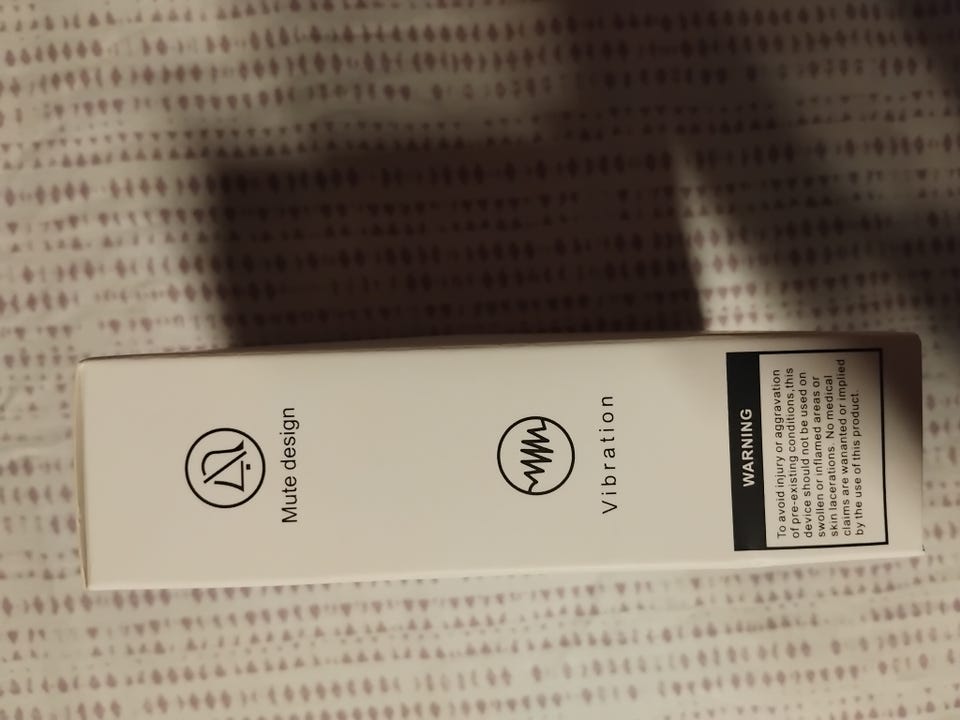 Mute design
Vibration
WARNING
To avoid injury or aggravation
of pre-existing conditions,this
device should not be used on
swollen or inflamed areas or
skin lacerations. No medical
claims are wananted or implied
by the use of this product.